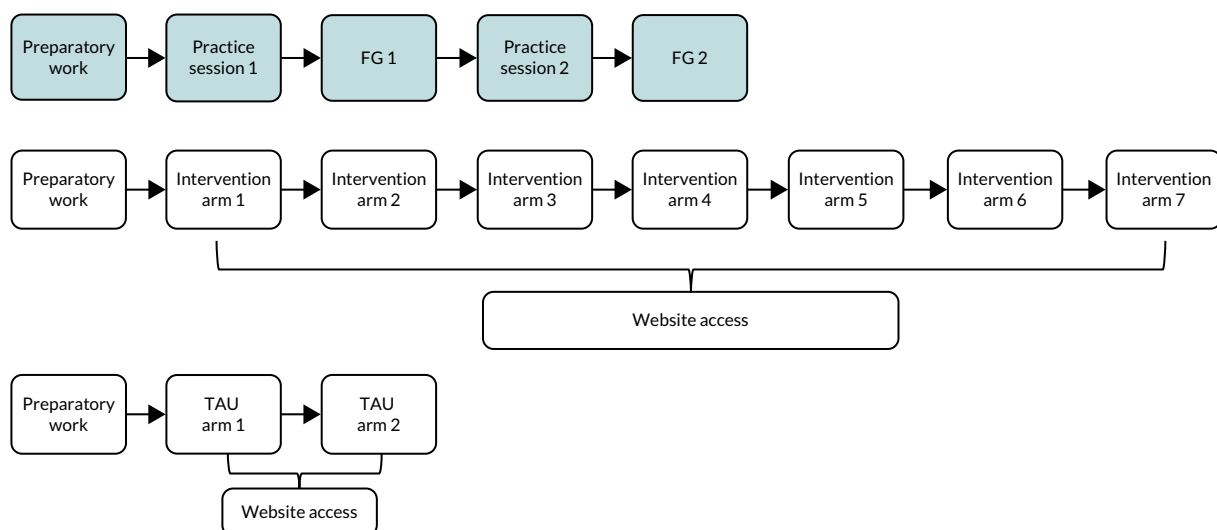 Preparatory
work
Practice
session 1
FG 1
Practice
session 2
FG 2
Preparatory
work
Intervention
arm 1
Intervention
arm 2
Intervention
arm 3
Intervention
arm 4
Intervention
arm 5
Intervention
arm 6
Intervention
arm 7
Website access
Preparatory
work
TAU
arm 1
TAU
arm 2
Website access